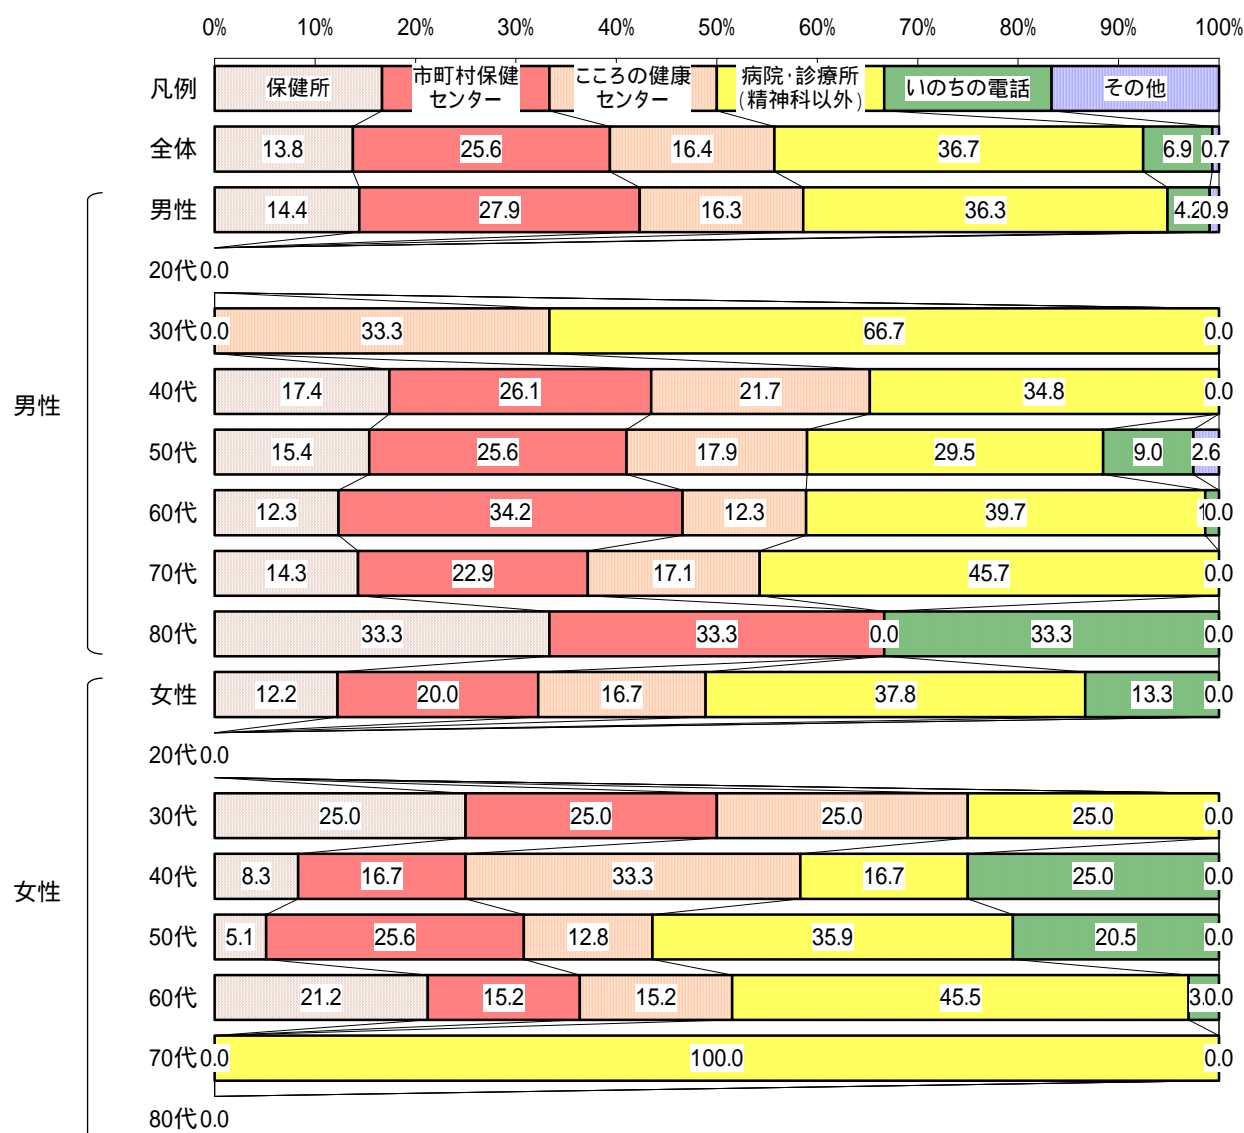 0% 10% 20% 30% 40% 50% 60% 70% 80% 90% 100%
凡例 保健所 市町村保健センター こころの健康センター 病院·診療所(精神科以外) いのちの電話 その他
全体 13.8 25.6 16.4 36.7 6.9 0.7
男性 14.4 27.9 16.3 36.3 4.2 0.9
男性
20代 0.0
30代 0.0 33.3 66.7 0.0
40代 17.4 26.1 21.7 34.8 0.0
50代 15.4 25.6 17.9 29.5 9.0 2.6
60代 12.3 34.2 12.3 39.7 0.0
70代 14.3 22.9 17.1 45.7 0.0
80代 33.3 33.3 0.0 33.3 0.0
女性 12.2 20.0 16.7 37.8 13.3 0.0
女性
20代 0.0
30代 25.0 25.0 25.0 25.0 0.0
40代 8.3 16.7 33.3 16.7 25.0 0.0
50代 5.1 25.6 12.8 35.9 20.5 0.0
60代 21.2 15.2 15.2 45.5 0.0
70代 0.0 100.0 0.0
80代 0.0